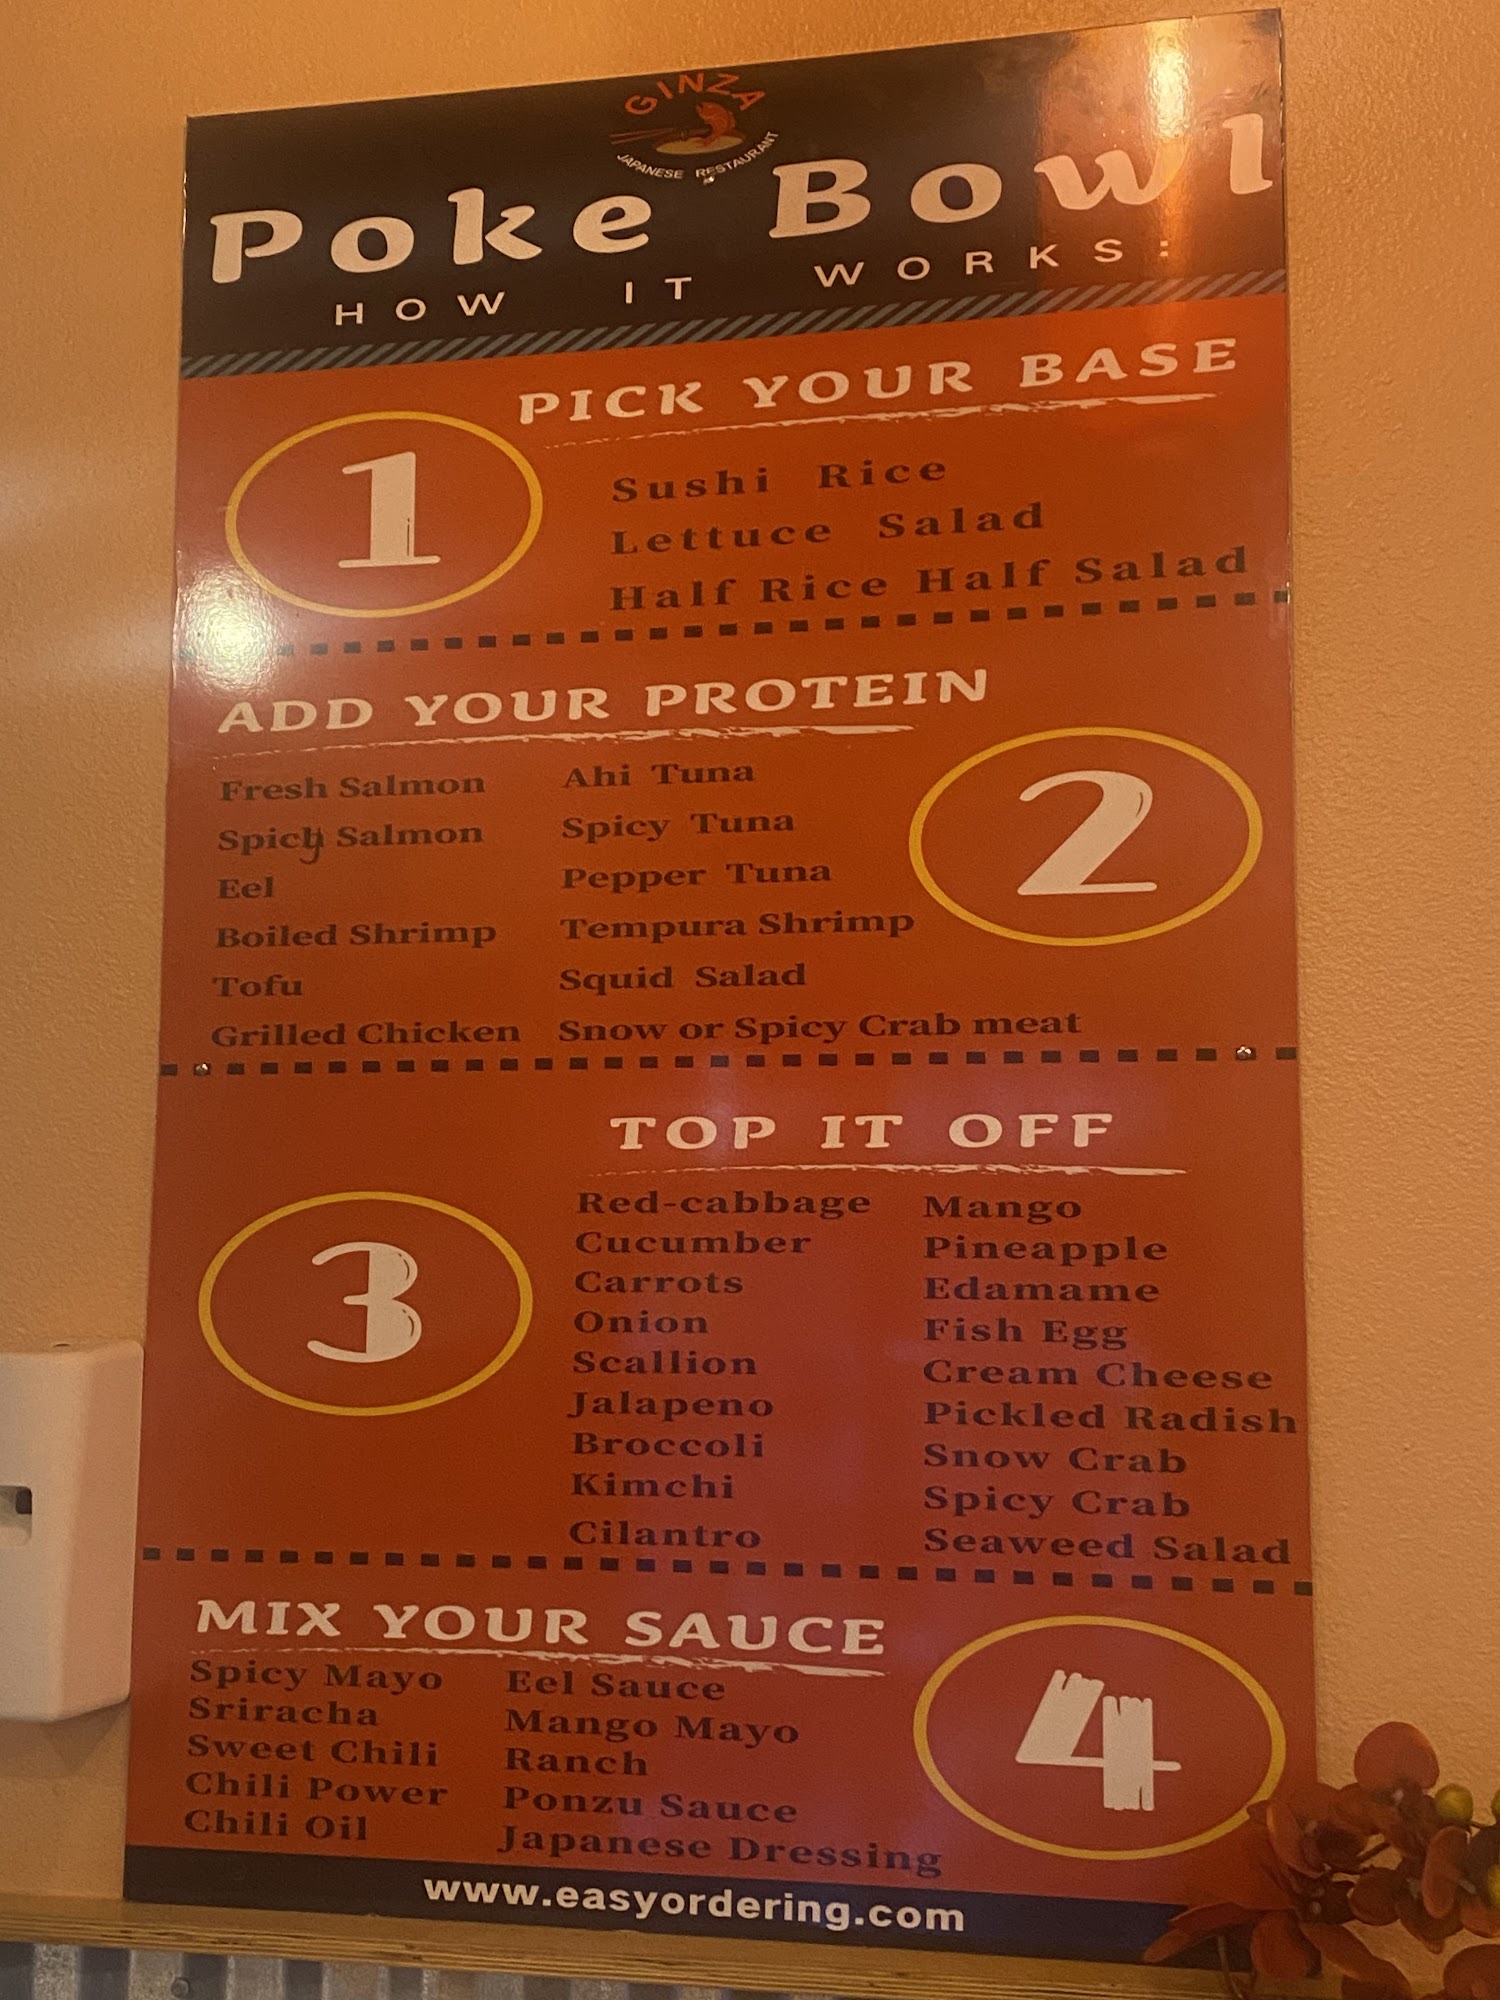 GINZA
JAPANESE RESTAURANT
Poke Bowl
HOW IT WORKS:
1
PICK YOUR BASE
Sushi Rice
Lettuce Salad
Half Rice Half Salad
ADD YOUR PROTEIN
2
Fresh Salmon
Spicy Salmon
Eel
Boiled Shrimp
Tofu
Grilled Chicken
Ahi Tuna
Spicy Tuna
Pepper Tuna
Tempura Shrimp
Squid Salad
Snow or Spicy Crab meat
3
TOP IT OFF
Red-cabbage
Cucumber
Carrots
Onion
Scallion
Jalapeno
Broccoli
Kimchi
Cilantro
Mango
Pineapple
Edamame
Fish Egg
Cream Cheese
Pickled Radish
Snow Crab
Spicy Crab
Seaweed Salad
MIX YOUR SAUCE
4
Spicy Mayo
Sriracha
Sweet Chili
Chili Power
Chili Oil
Eel Sauce
Mango Mayo
Ranch
Ponzu Sauce
Japanese Dressing
www.easyordering.com